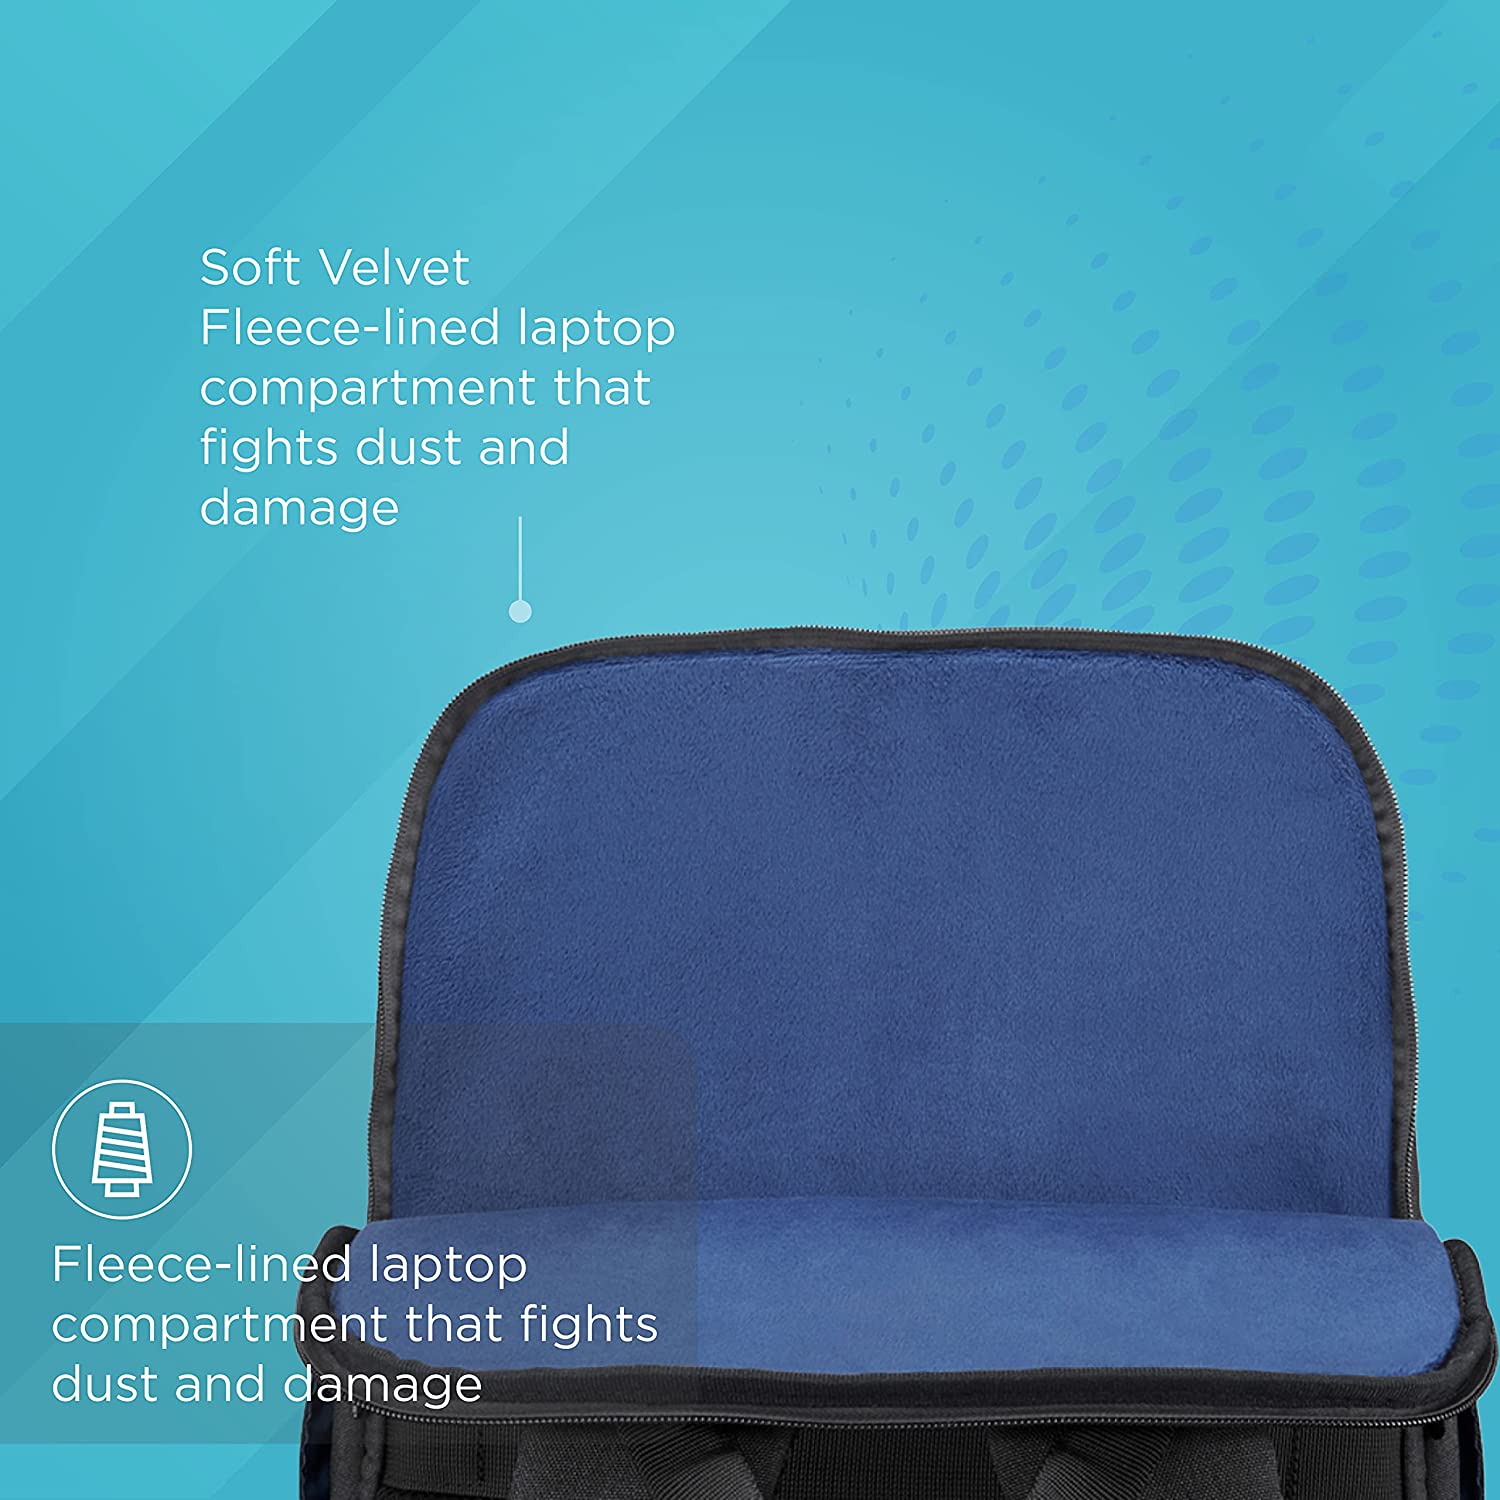 Soft Velvet
Fleece-lined laptop
compartment that
fights dust and
damage
Fleece-lined laptop
compartment that fights
dust and damage